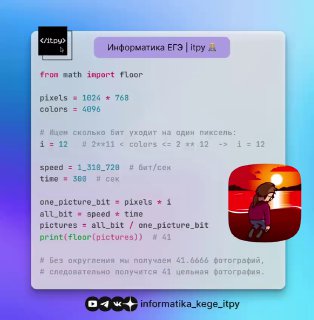 </itpy>
Информатика ЕГЭ | itpy
from math import floor
pixels = 1024 * 768
colors = 4096
# Ищем сколько бит уходит на один пиксель:
i = 12 # 2**11 < colors <= 2 ** 12 -> i = 12
speed = 1_310_720 # бит/сек
time = 300 # сек
one_picture_bit = pixels * i
all_bit = speed * time
pictures = all_bit / one_picture_bit
print(floor(pictures)) # 41
# Без округления мы получаем 41.6666 фотографий,
# следовательно получится 41 цельная фотография.
informatika_kege_itpy